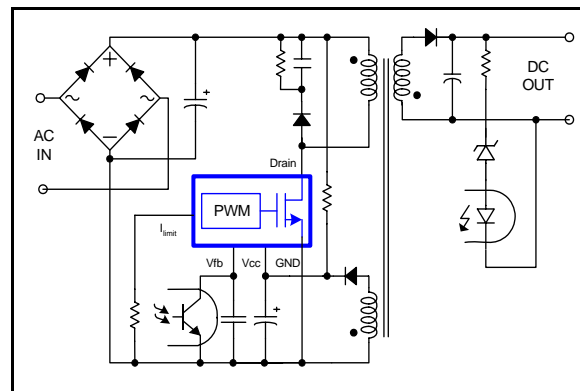 AC
IN
DC
OUT
Drain
PWM
Ilimit
Vfb
Vcc
GND